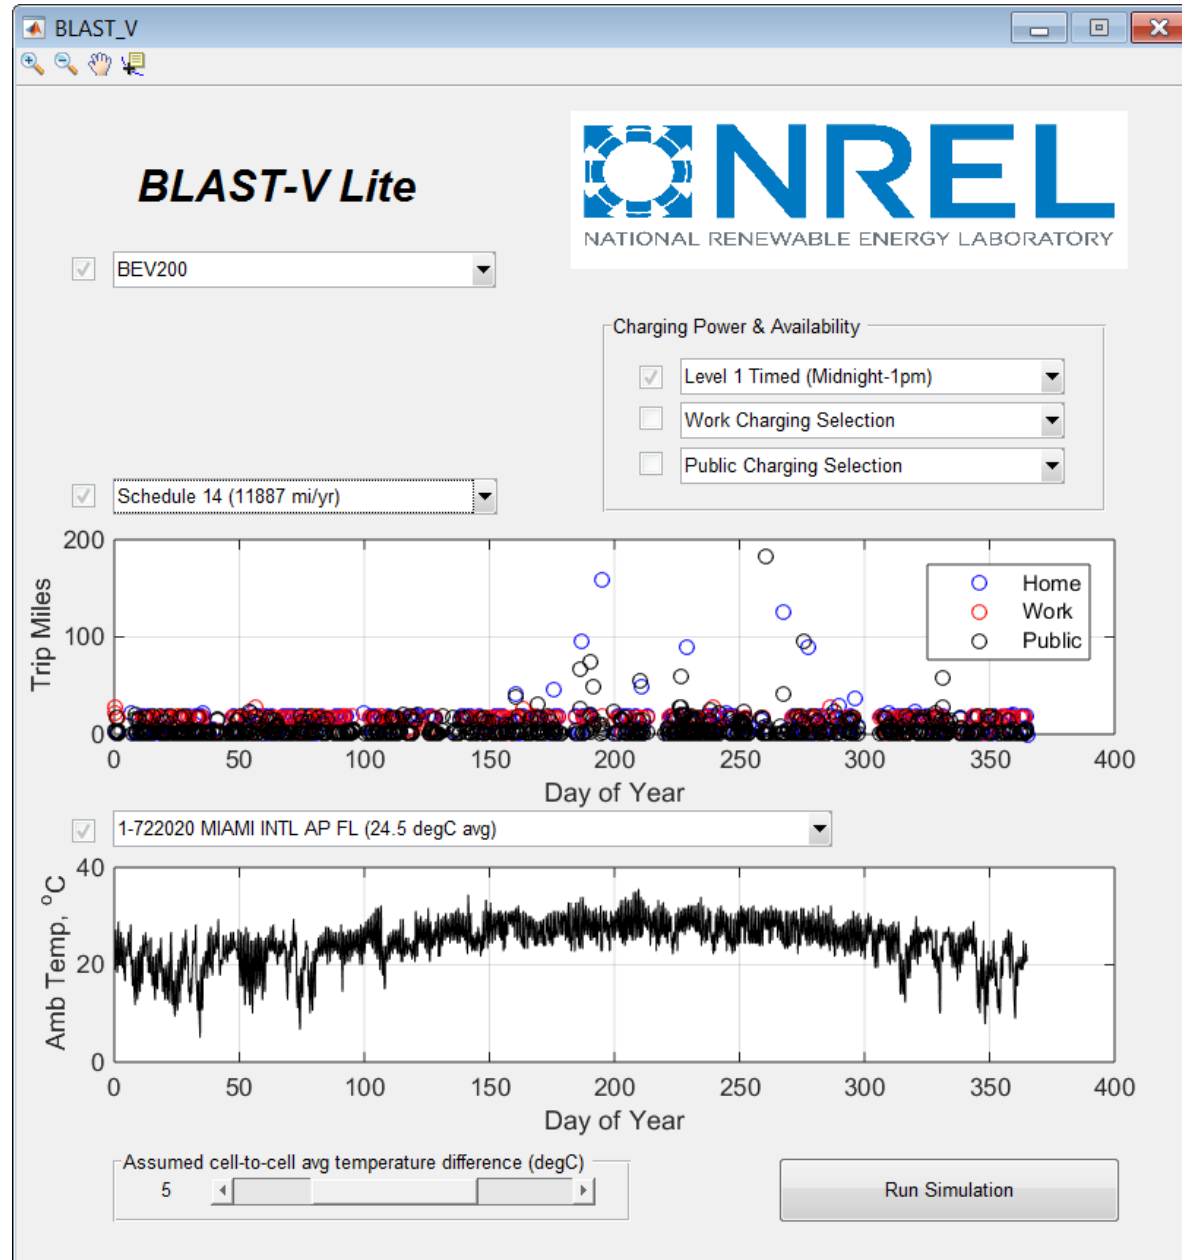 BLAST_V
BLAST-V Lite
NREL
NATIONAL RENEWABLE ENERGY LABORATORY
BEV200
Charging Power & Availability
Level 1 Timed (Midnight-1pm)
Work Charging Selection
Public Charging Selection
Schedule 14 (11887 mi/yr)
200
100
0
Trip Miles
Home
Work
Public
0 50 100 150 200 250 300 350 400
Day of Year
1-722020 MIAMI INTL AP FL (24.5 degC avg)
40
20
0
Amb Temp, °C
0 50 100 150 200 250 300 350 400
Day of Year
Assumed cell-to-cell avg temperature difference (degC)
5
Run Simulation